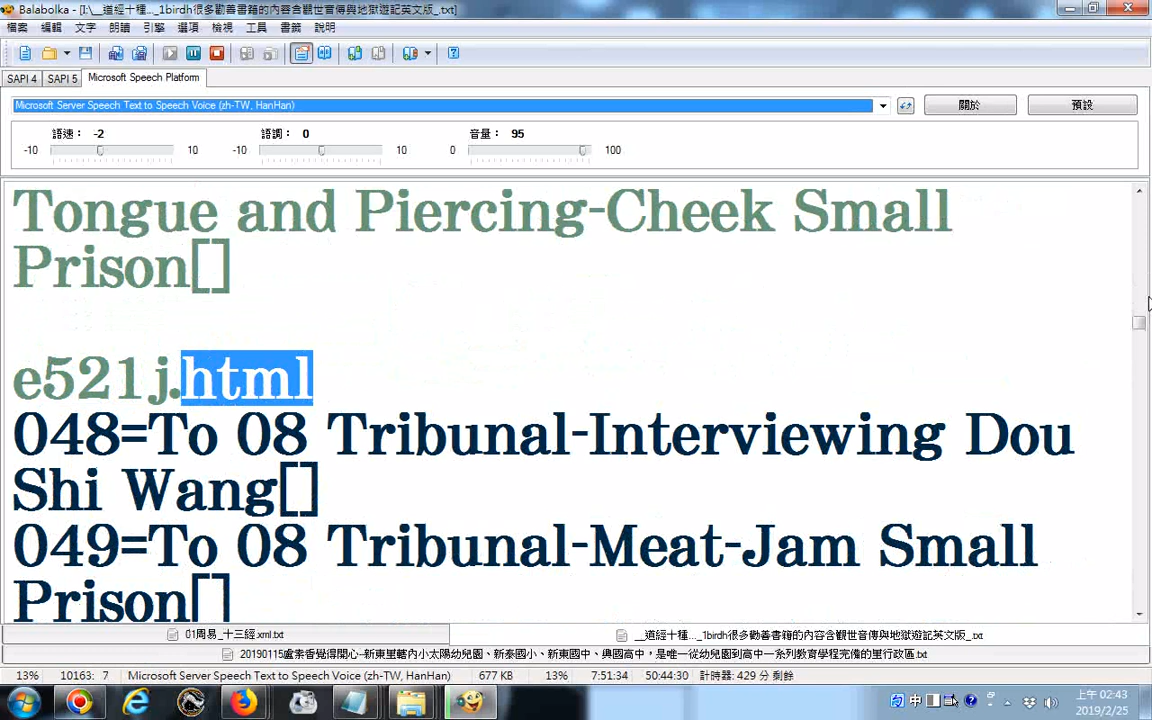 Balabolka - [I:\__道經十種..._1birdh很多勸善書籍的內容含觀世音傳與地獄遊記英文版_.txt]
檔案 編輯 文字 朗讀 引擎 選項 檢視 工具 書籤 說明
SAPI 4 SAPI 5 Microsoft Speech Platform
Microsoft Server Speech Text to Speech Voice (zh-TW, HanHan)
關於 預設
語速： -2 語調： 0 音量： 95
-10 10 -10 10 0 100
Tongue and Piercing-Cheek Small
Prison[]
e521j.html
048=To 08 Tribunal-Interviewing Dou
Shi Wang[]
049=To 08 Tribunal-Meat-Jam Small
Prison[]
01周易_十三經.xml.txt __道經十種..._1birdh很多勸善書籍的內容含觀世音傳與地獄遊記英文版_.txt
20190115盧素香覺得開心--新東里轄內小太陽幼兒園、新泰國小、新東國中、興國高中，是唯一從幼兒園到高中一系列教育學程完備的里行政區.txt
13% 10163: 7 Microsoft Server Speech Text to Speech Voice (zh-TW, HanHan) 677 KB 13% 7:51:34 50:44:30 計時器: 429 分 剩餘
中 上午 02:43
2019/2/25